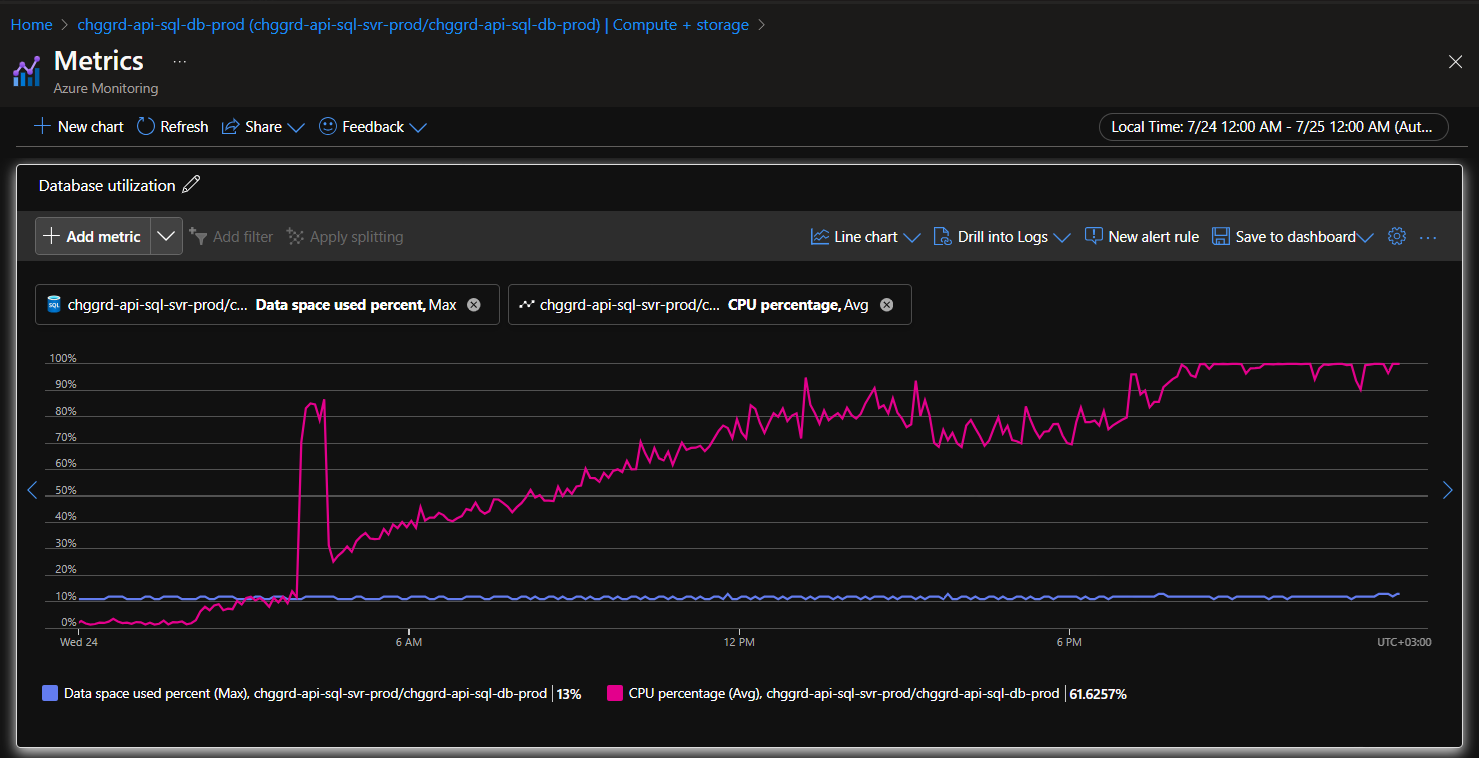 Home > chggrd-api-sql-db-prod (chggrd-api-sql-svr-prod/chggrd-api-sql-db-prod) | Compute + storage >
Metrics ...
Azure Monitoring
New chart Refresh Share Feedback Local Time: 7/24 12:00 AM - 7/25 12:00 AM (Aut...
Database utilization
Add metric Add filter Apply splitting Line chart Drill into Logs New alert rule Save to dashboard ...
SQL chggrd-api-sql-svr-prod/c... Data space used percent, Max chggrd-api-sql-svr-prod/c... CPU percentage, Avg
100%
90%
80%
70%
60%
50%
40%
30%
20%
10%
0%
Wed 24 6 AM 12 PM 6 PM UTC+03:00
Data space used percent (Max), chggrd-api-sql-svr-prod/chggrd-api-sql-db-prod | 13% CPU percentage (Avg), chggrd-api-sql-svr-prod/chggrd-api-sql-db-prod | 61.6257%